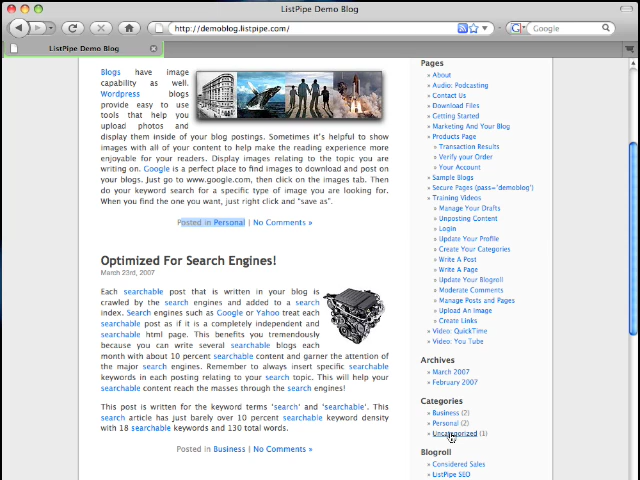 ListPipe Demo Blog
http://demoblog.listpipe.com/
Google
ListPipe Demo Blog
Blogs have image
capability as well.
Wordpress blogs
provide easy to use
tools that help you
upload photos and
display them inside of your blog postings. Sometimes it's helpful to show
images with all of your content to help make the reading experience more
enjoyable for your readers. Display images relating to the topic you are
writing on. Google is a perfect place to find images to download and post on
your blogs. Just go to www.google.com, then click on the images tab. Then
do your keyword search for a specific type of image you are looking for.
When you find the one you want, just right click and "save as".
Posted in Personal | No Comments »
Optimized For Search Engines!
March 23rd, 2007
Each searchable post that is written in your blog is
crawled by the search engines and added to a search
index. Search engines such as Google or Yahoo treat each
searchable post as if it is a completely independent and
searchable html page. This benefits you tremendously
because you can write several searchable blogs each
month with about 10 percent searchable content and garner the attention of
the major search engines. Remember to always insert specific searchable
keywords in each posting relating to your search topic. This will help your
searchable content reach the masses through the search engines!
This post is written for the keyword terms 'search' and 'searchable'. This
search article has just barely over 10 percent searchable keyword density
with 18 searchable keywords and 130 total words.
Posted in Business | No Comments »
Pages
» About
» Audio: Podcasting
» Contact Us
» Download Files
» Getting Started
» Marketing And Your Blog
» Products Page
» Transaction Results
» Verify your Order
» Your Account
» Sample Blogs
» Secure Pages (pass='demoblog')
» Training Videos
» Manage Your Drafts
» Unposting Content
» Login
» Update Your Profile
» Create Your Categories
» Write A Post
» Write A Page
» Update Your Blogroll
» Moderate Comments
» Manage Posts and Pages
» Upload An Image
» Create Links
» Video: QuickTime
» Video: You Tube
Archives
» March 2007
» February 2007
Categories
» Business (2)
» Personal (2)
» Uncategorized (1)
Blogroll
» Considered Sales
» ListPipe SEO